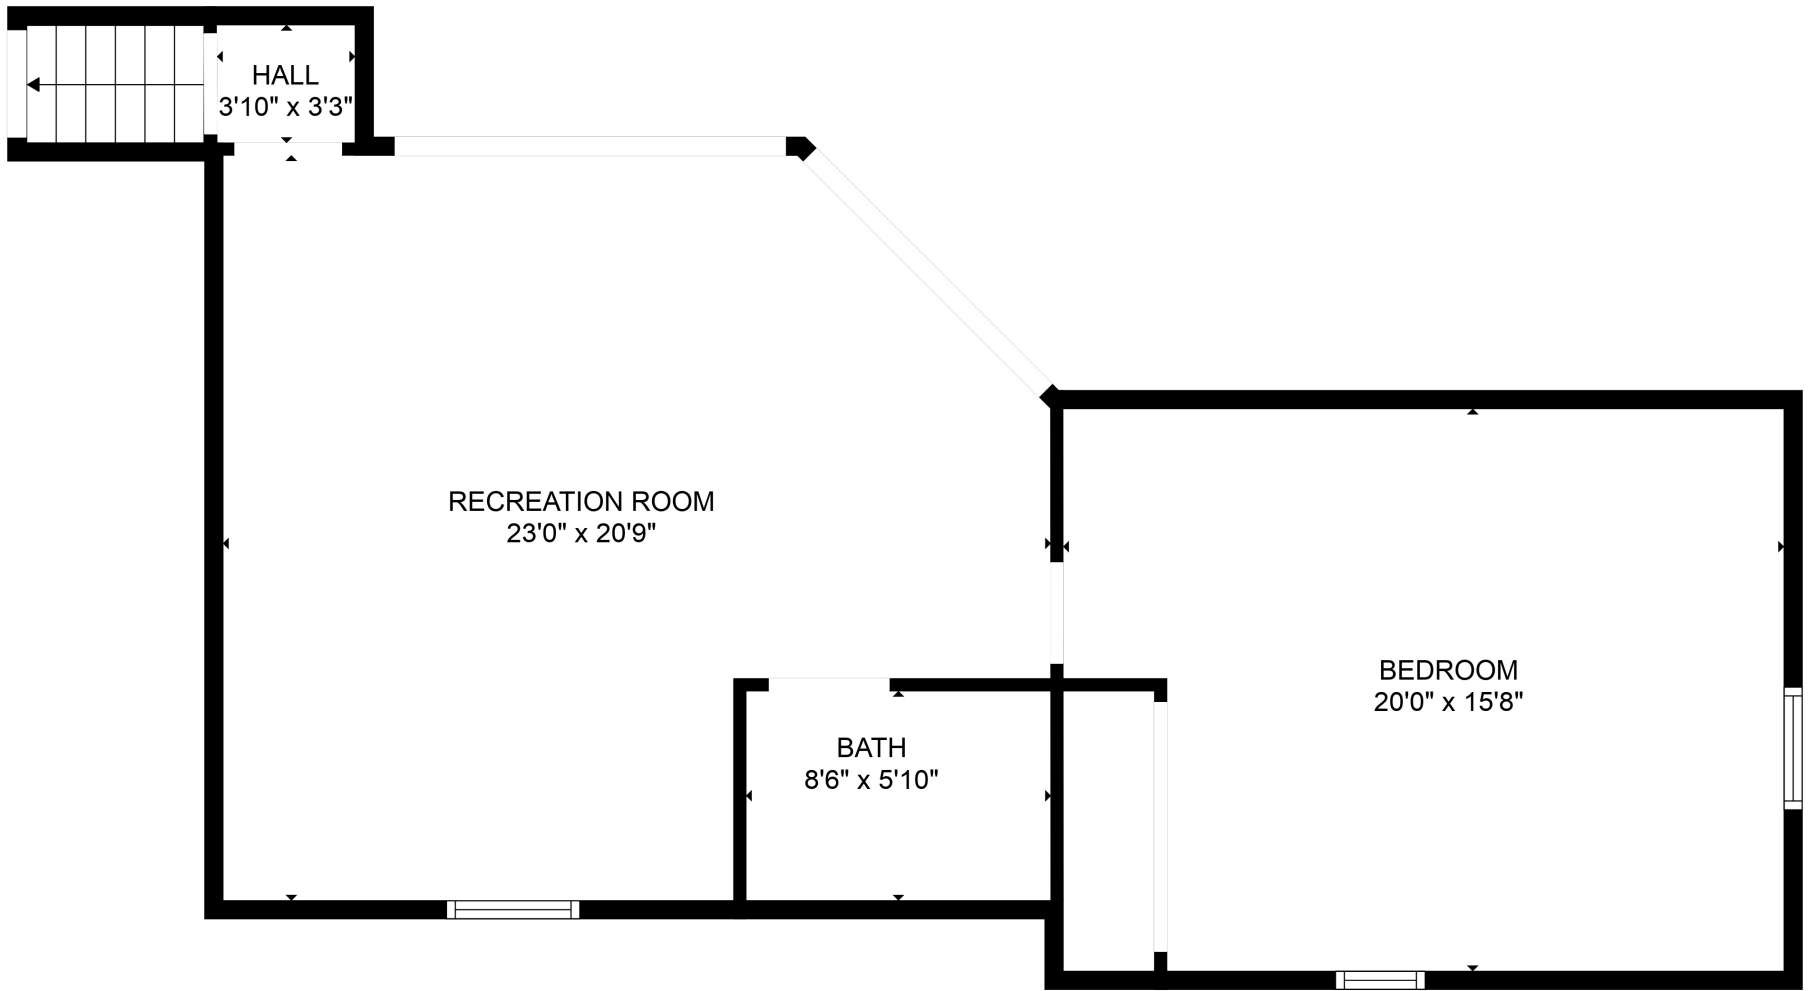 HALL
3'10" x 3'3"
RECREATION ROOM
23'0" x 20'9"
BEDROOM
20'0" x 15'8"
BATH
8'6" x 5'10"